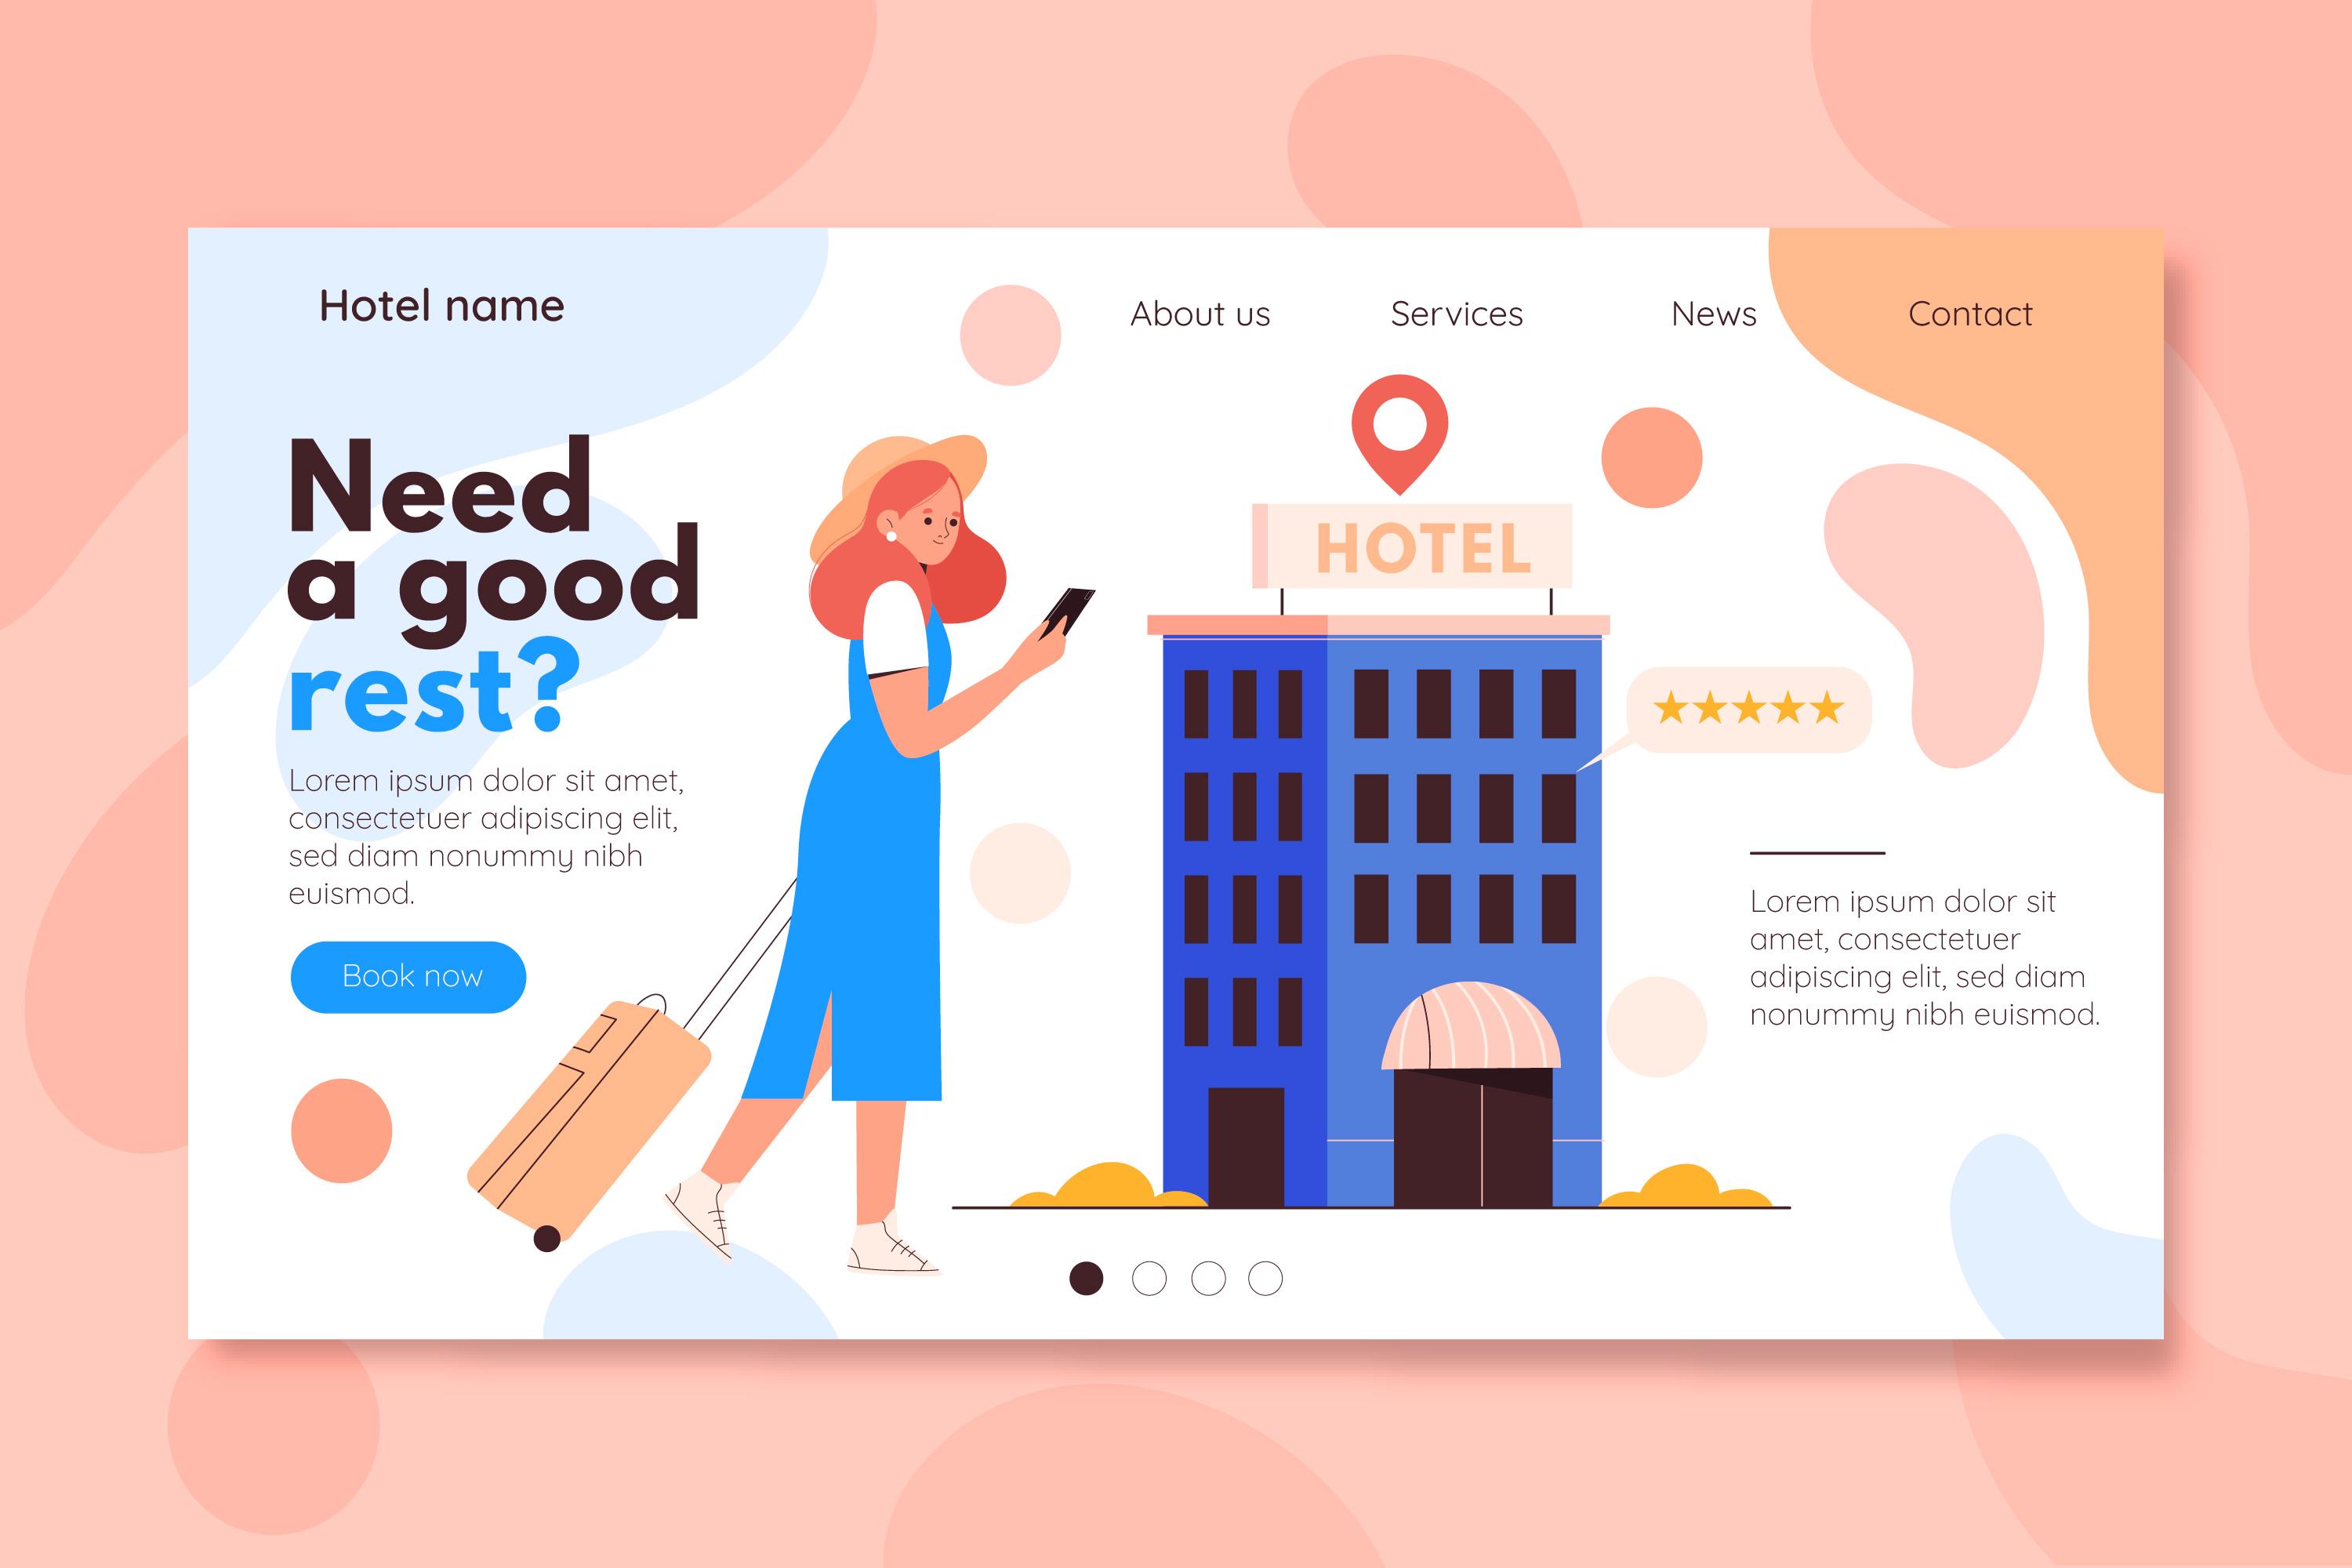 Hotel name
About us
Services
News
Contact
Need
a good
rest?
Lorem ipsum dolor sit amet,
consectetuer adipiscing elit,
sed diam nonummy nibh
euismod.
Book now
HOTEL
Lorem ipsum dolor sit
amet, consectetuer
adipiscing elit, sed diam
nonummy nibh euismod.